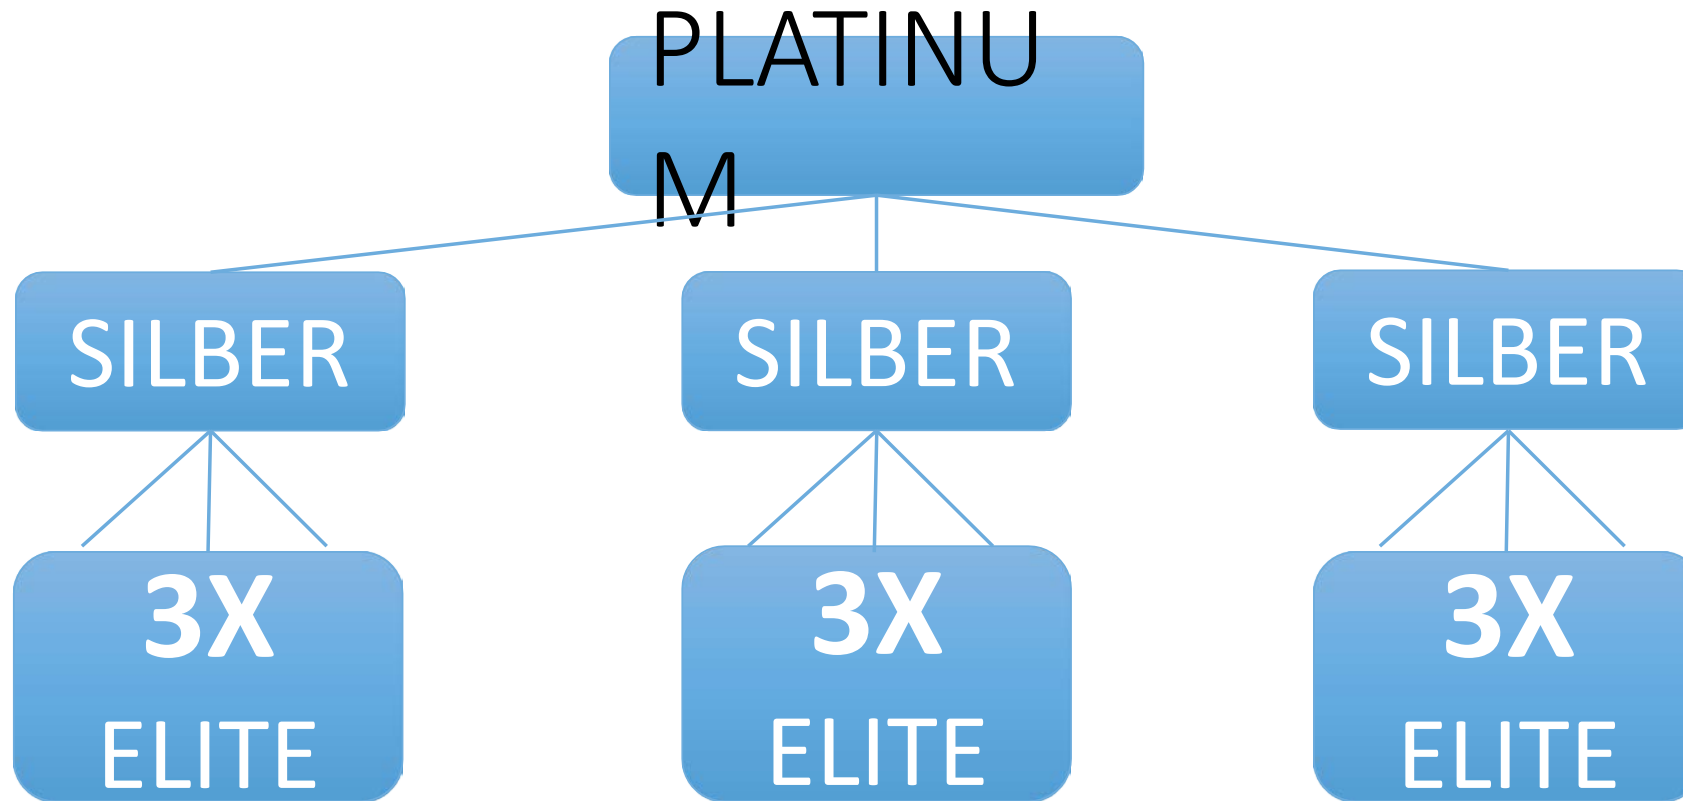 PLATINU
M
SILBER
SILBER
SILBER
3X
ELITE
3X
ELITE
3X
ELITE